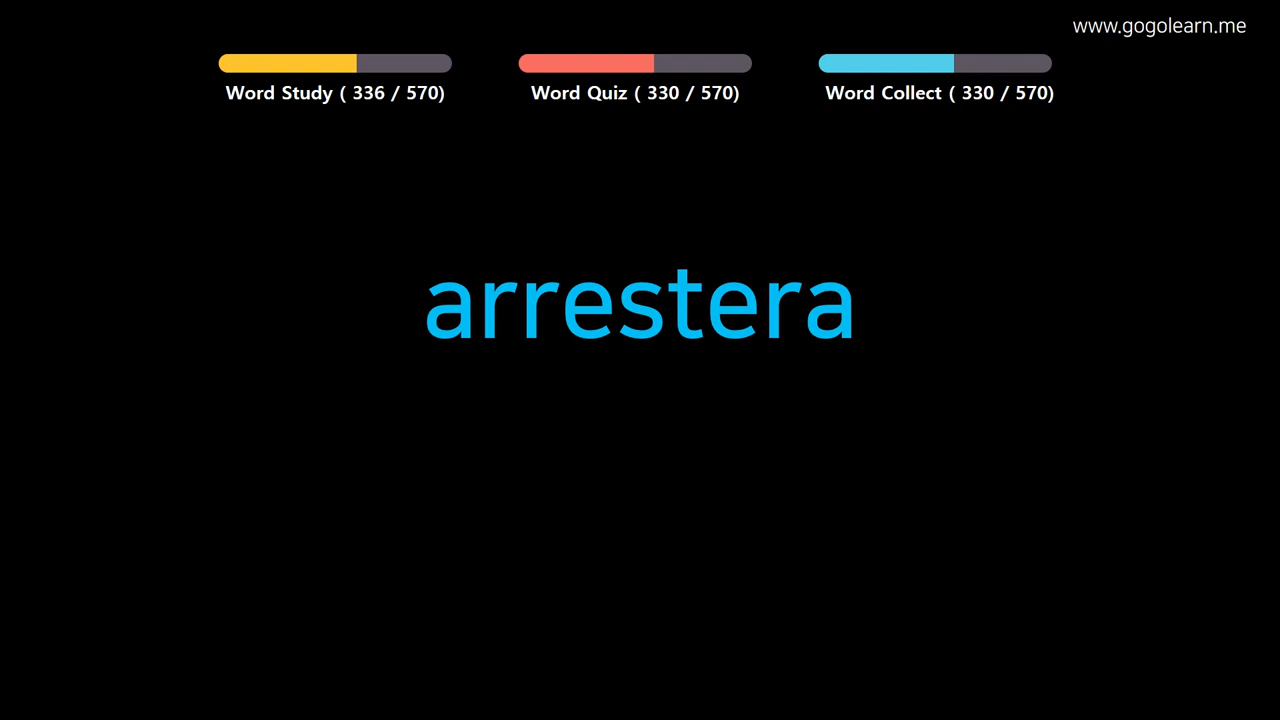 www.gogolearn.me
Word Study ( 336 / 570)
Word Quiz ( 330 / 570)
Word Collect ( 330 / 570)
arrestera